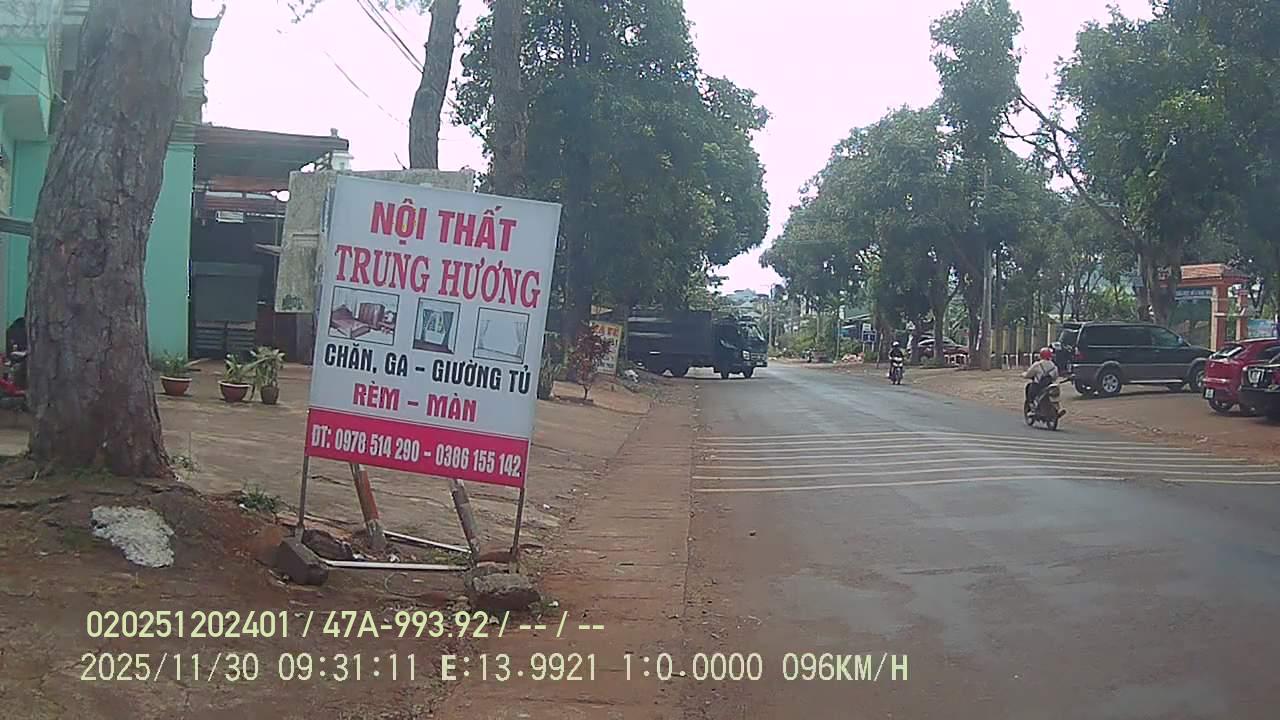 NỘI THẤT
TRUNG HƯƠNG
CHĂN, GA - GIƯỜNG TỦ
RÈM - MÀN
ĐT: 0978 514 290 - 0386 155 142
020251202401 / 47A-993.92 / -- / --
2025/11/30 09:31:11 E:13.9921 1:0.0000 096KM/H